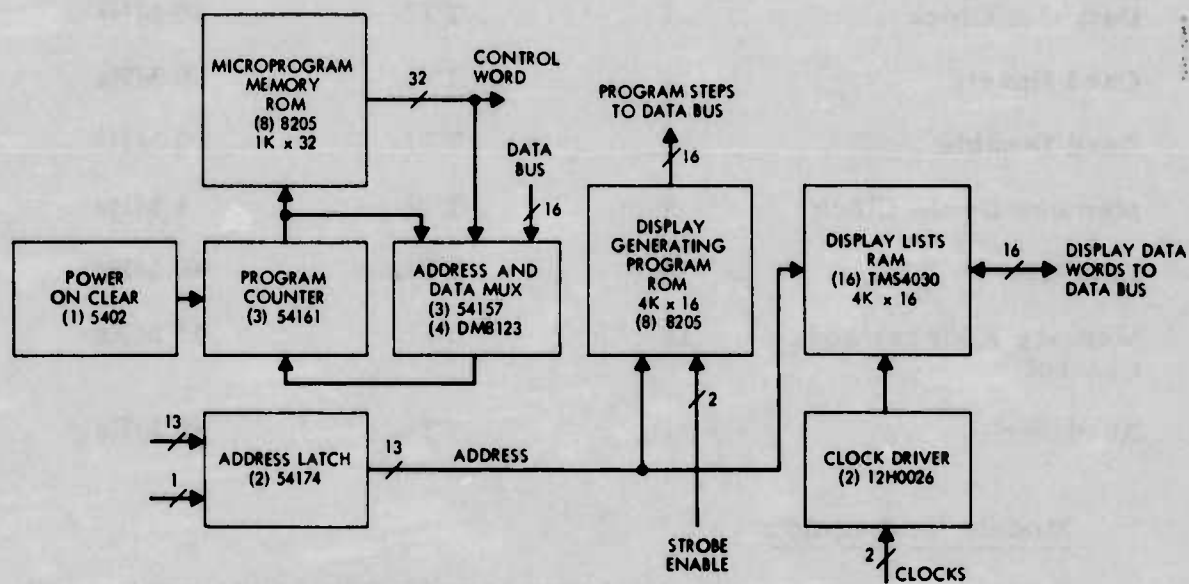 MICROPROGRAM
MEMORY
ROM
(8) 8205
1K x 32
32
CONTROL
WORD
DATA
BUS
16
POWER
ON CLEAR
(1) 5402
PROGRAM
COUNTER
(3) 54161
ADDRESS AND
DATA MUX
(3) 54157
(4) DM8123
PROGRAM STEPS
TO DATA BUS
16
DISPLAY
GENERATING
PROGRAM
ROM
4K x 16
(8) 8205
DISPLAY LISTS
RAM
(16) TMS4030
4K x 16
16
DISPLAY DATA
WORDS TO
DATA BUS
13
1
ADDRESS LATCH
(2) 54174
13
ADDRESS
2
STROBE
ENABLE
CLOCK DRIVER
(2) 12H0026
2
CLOCKS